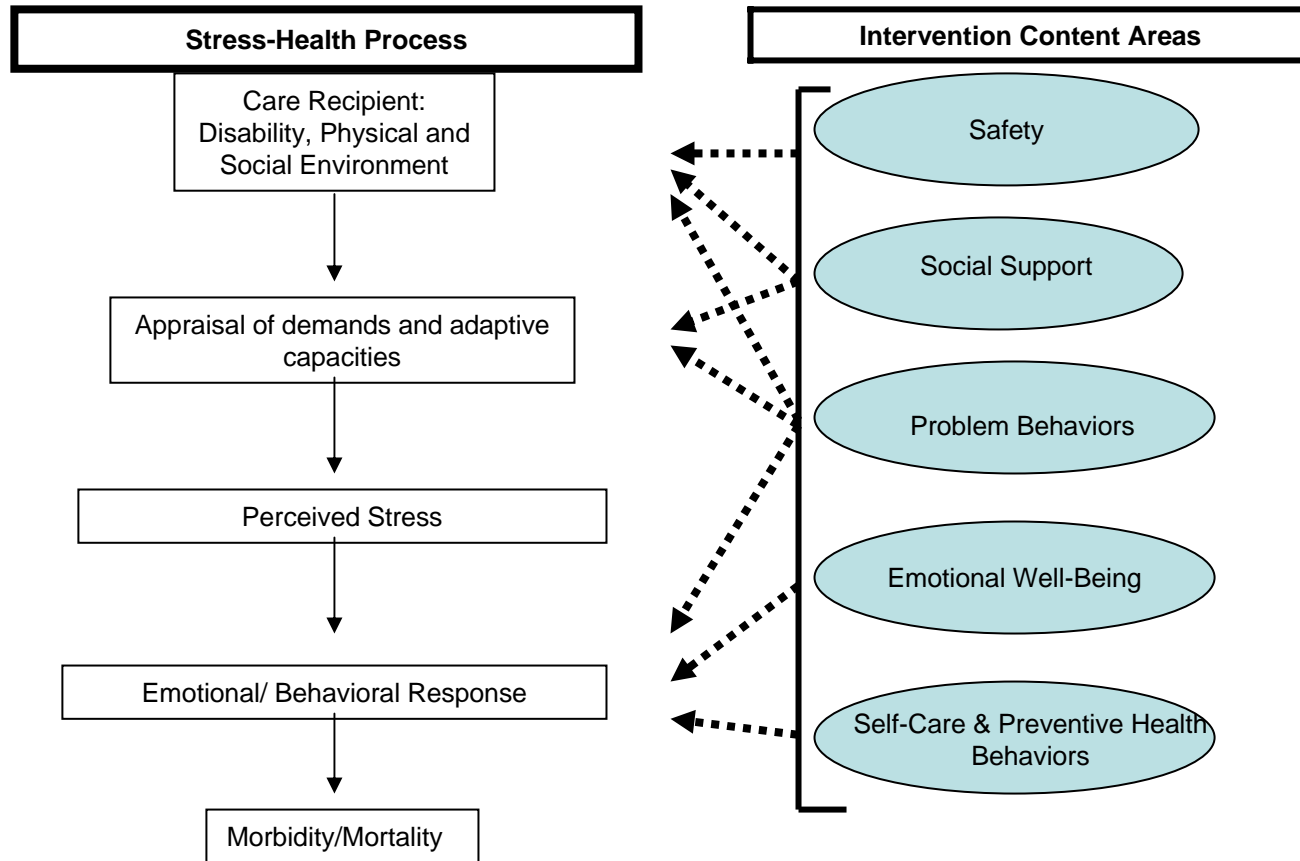 Stress-Health Process
Care Recipient:
Disability, Physical and
Social Environment
Appraisal of demands and adaptive
capacities
Perceived Stress
Emotional/ Behavioral Response
Morbidity/Mortality
Intervention Content Areas
Safety
Social Support
Problem Behaviors
Emotional Well-Being
Self-Care & Preventive Health
Behaviors